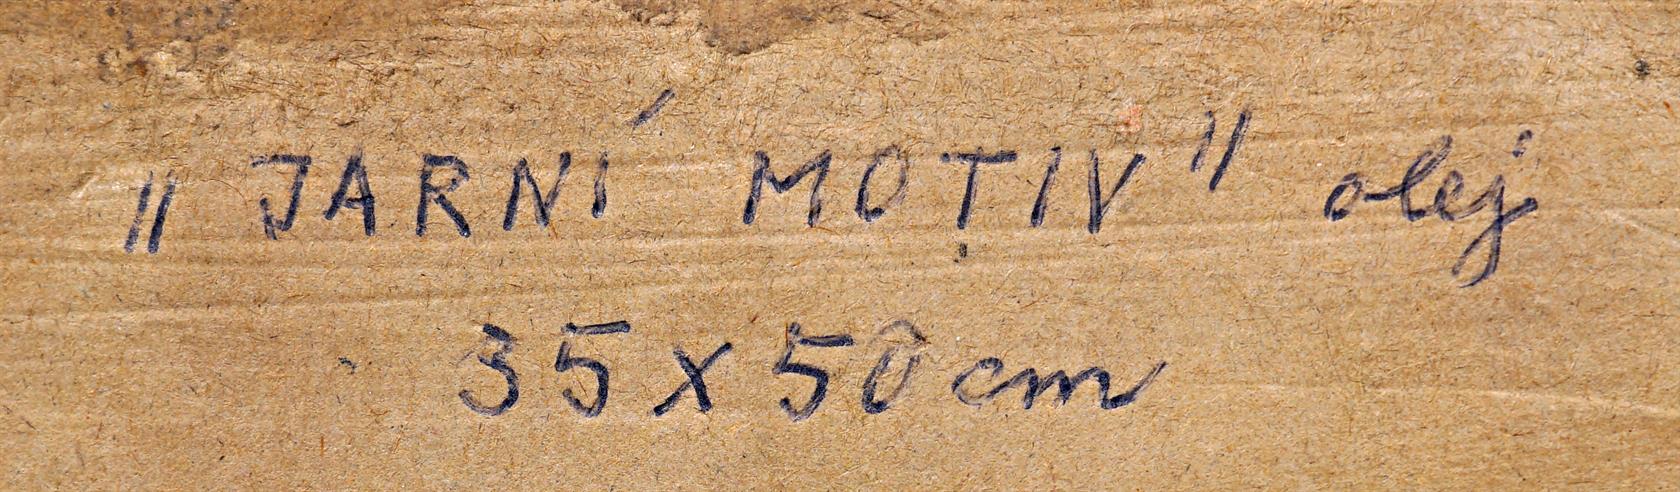 „JARNÍ MOTIV" olej
35 x 50 cm